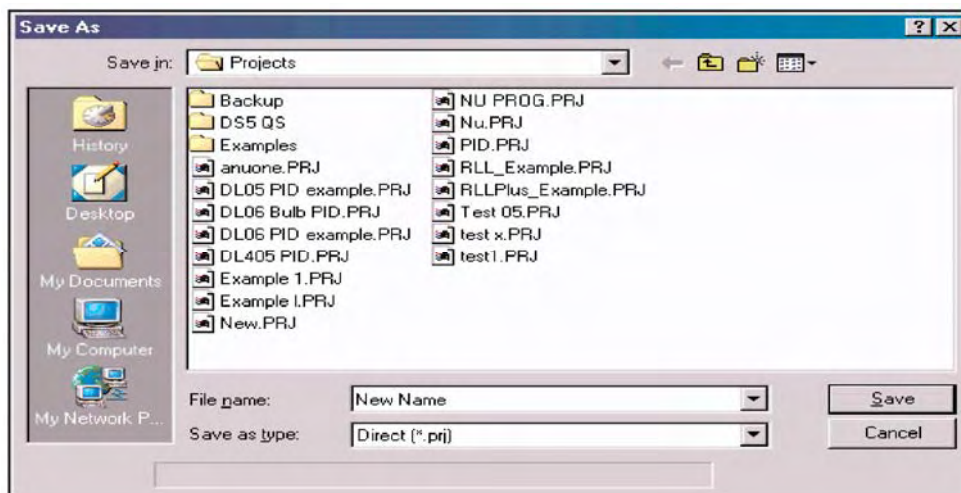 Save As
Save in: Projects
History
Desktop
My Documents
My Computer
My Network P...
Backup
DS5 QS
Examples
anuone.PRJ
DL05 PID example.PRJ
DL06 Bulb PID.PRJ
DL06 PID example.PRJ
DL405 PID.PRJ
Example 1.PRJ
Example I.PRJ
New.PRJ
NU PROG.PRJ
Nu.PRJ
PID.PRJ
RLL_Example.PRJ
RLLPlus_Example.PRJ
Test 05.PRJ
test x.PRJ
test1.PRJ
File name: New Name
Save
Save as type: Direct (*.prj)
Cancel